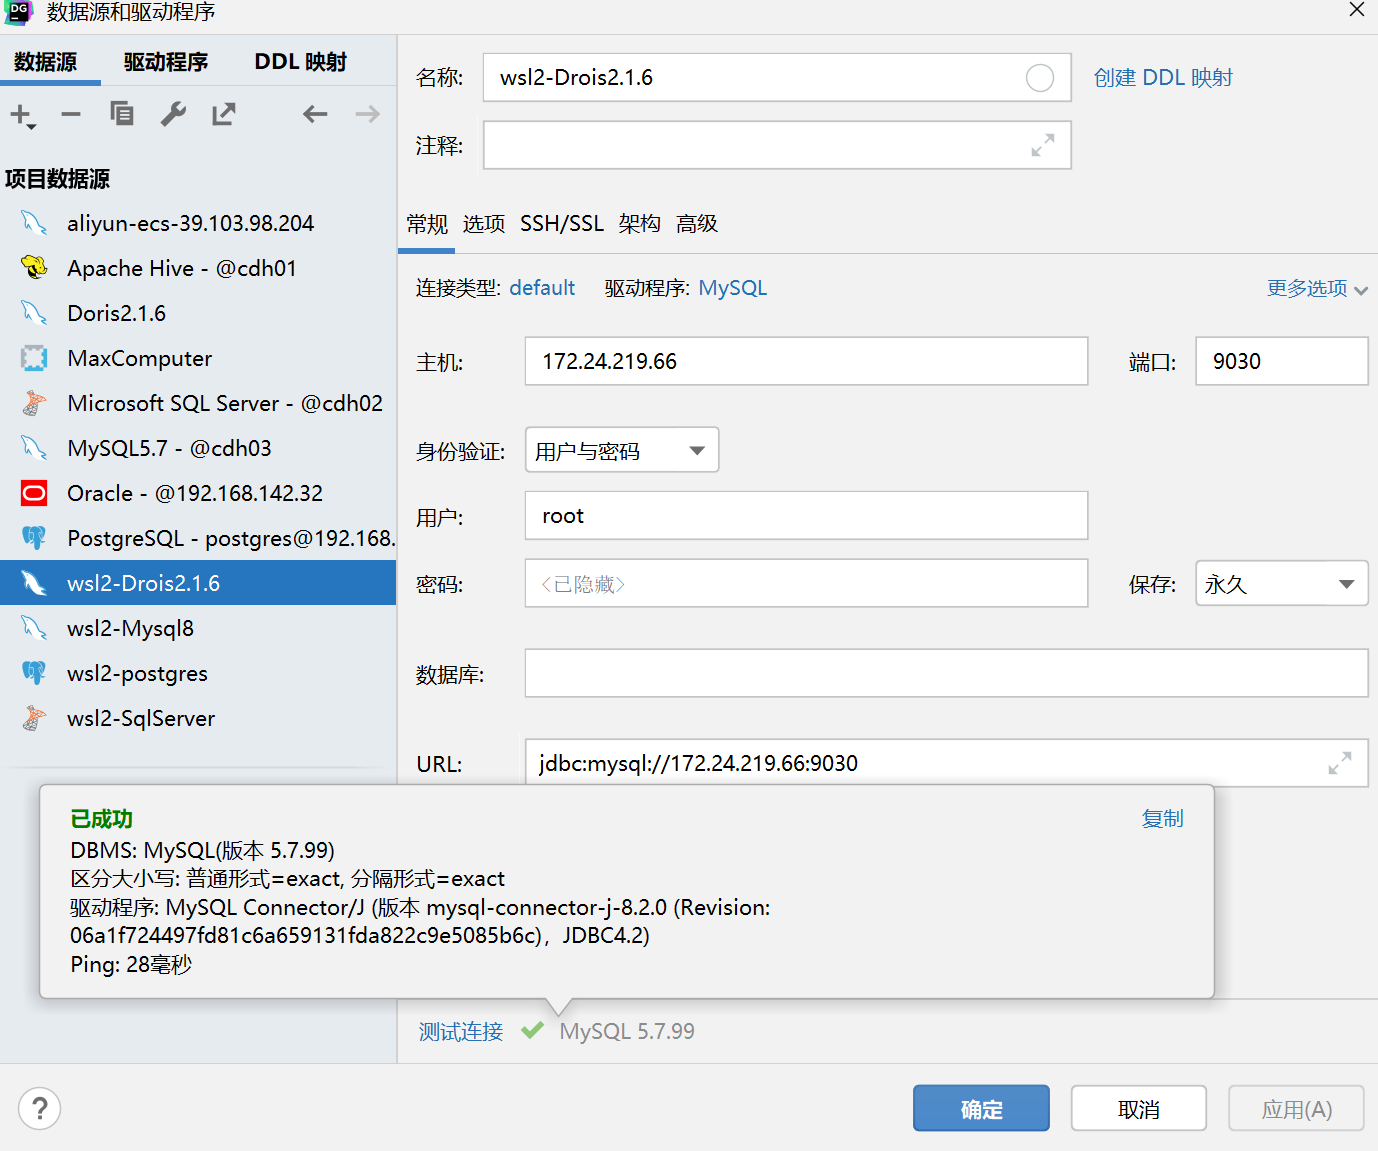 DG
数据源和驱动程序
数据源 驱动程序 DDL 映射
项目数据源
aliyun-ecs-39.103.98.204
Apache Hive - @cdh01
Doris2.1.6
MaxComputer
Microsoft SQL Server - @cdh02
MySQL5.7 - @cdh03
Oracle - @192.168.142.32
PostgreSQL - postgres@192.168.
wsl2-Drois2.1.6
wsl2-Mysql8
wsl2-postgres
wsl2-SqlServer
名称: wsl2-Drois2.1.6 创建 DDL 映射
注释:
常规 选项 SSH/SSL 架构 高级
连接类型: default 驱动程序: MySQL 更多选项
主机: 172.24.219.66 端口: 9030
身份验证: 用户与密码
用户: root
密码: <已隐藏> 保存: 永久
数据库:
URL: jdbc:mysql://172.24.219.66:9030
已成功 复制
DBMS: MySQL(版本 5.7.99)
区分大小写: 普通形式=exact, 分隔形式=exact
驱动程序: MySQL Connector/J (版本 mysql-connector-j-8.2.0 (Revision:
06a1f724497fd81c6a659131fda822c9e5085b6c)，JDBC4.2)
Ping: 28毫秒
测试连接 MySQL 5.7.99
? 确定 取消 应用(A)